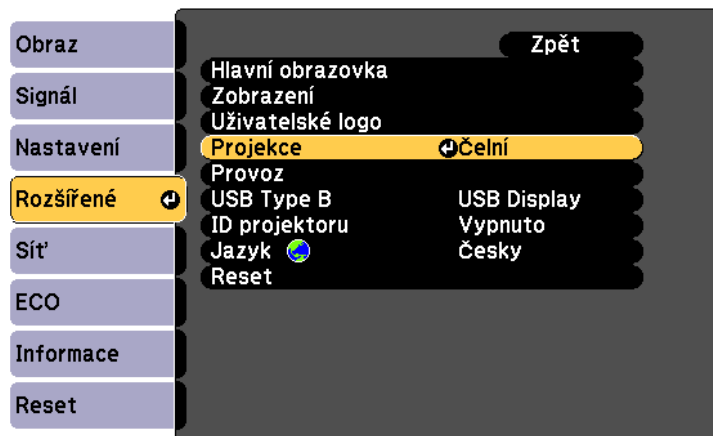 Obraz
Signál
Nastavení
Rozšířené
Síť
ECO
Informace
Reset
Zpět
Hlavní obrazovka
Zobrazení
Uživatelské logo
Projekce Čelní
Provoz
USB Type B USB Display
ID projektoru Vypnuto
Jazyk Česky
Reset